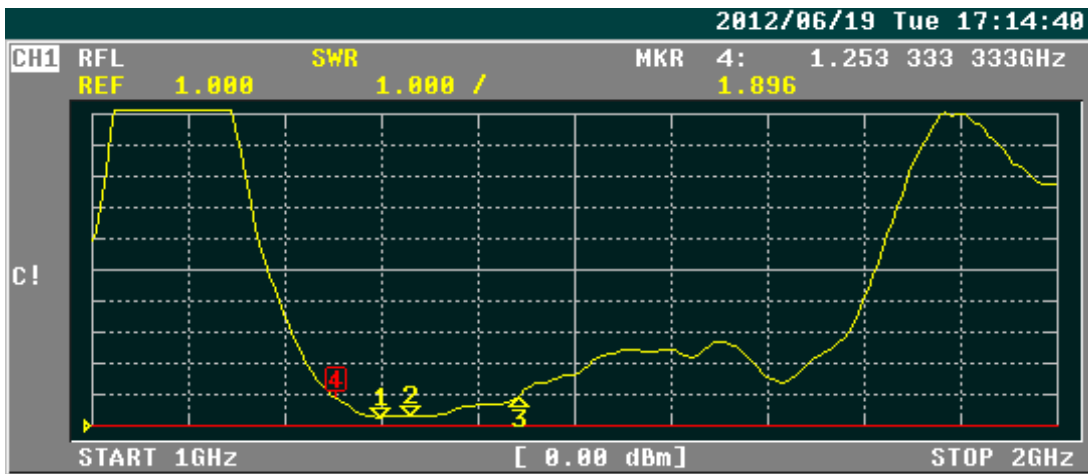 2012/06/19 Tue 17:14:40
CH1 RFL SWR MKR 4: 1.253 333 333GHz
REF 1.000 1.000 / 1.896
C!
4
1 2
3
START 1GHz [ 0.00 dBm] STOP 2GHz